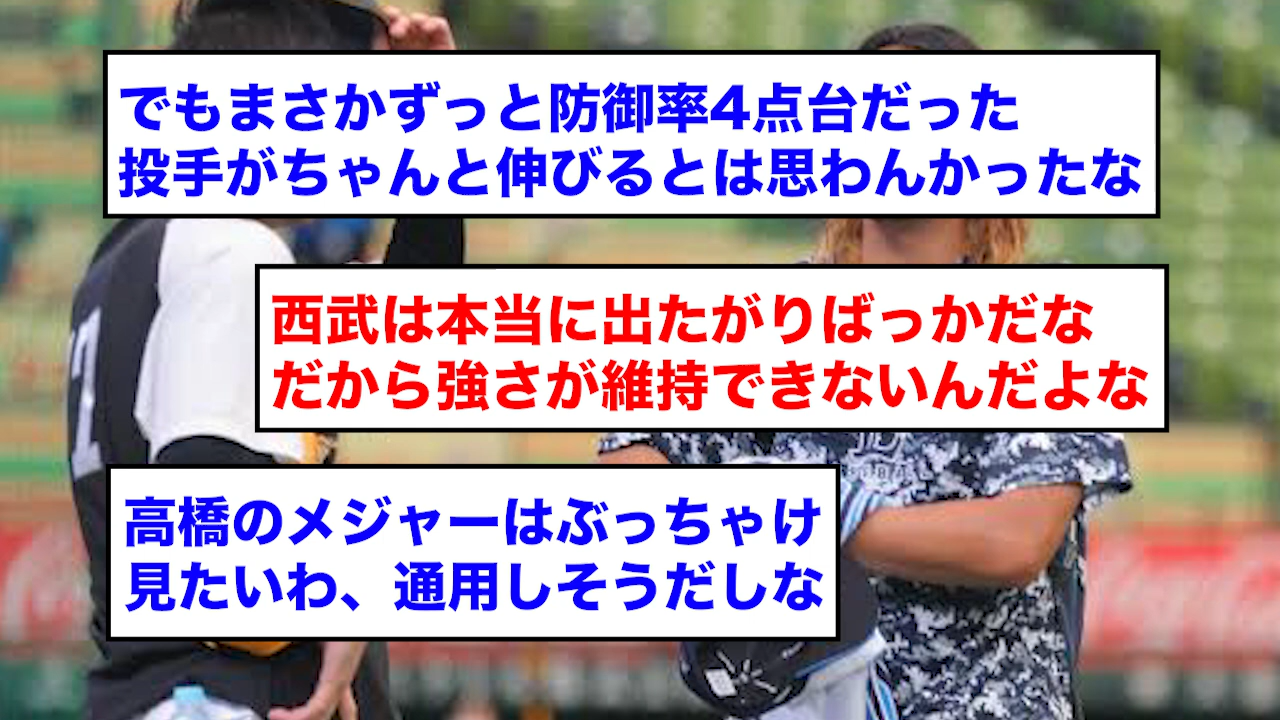 でもまさかずっと防御率4点台だった
投手がちゃんと伸びるとは思わんかったな
西武は本当に出たがりばっかだな
だから強さが維持できないんだよな
高橋のメジャーはぶっちゃけ
見たいわ、通用しそうだしな